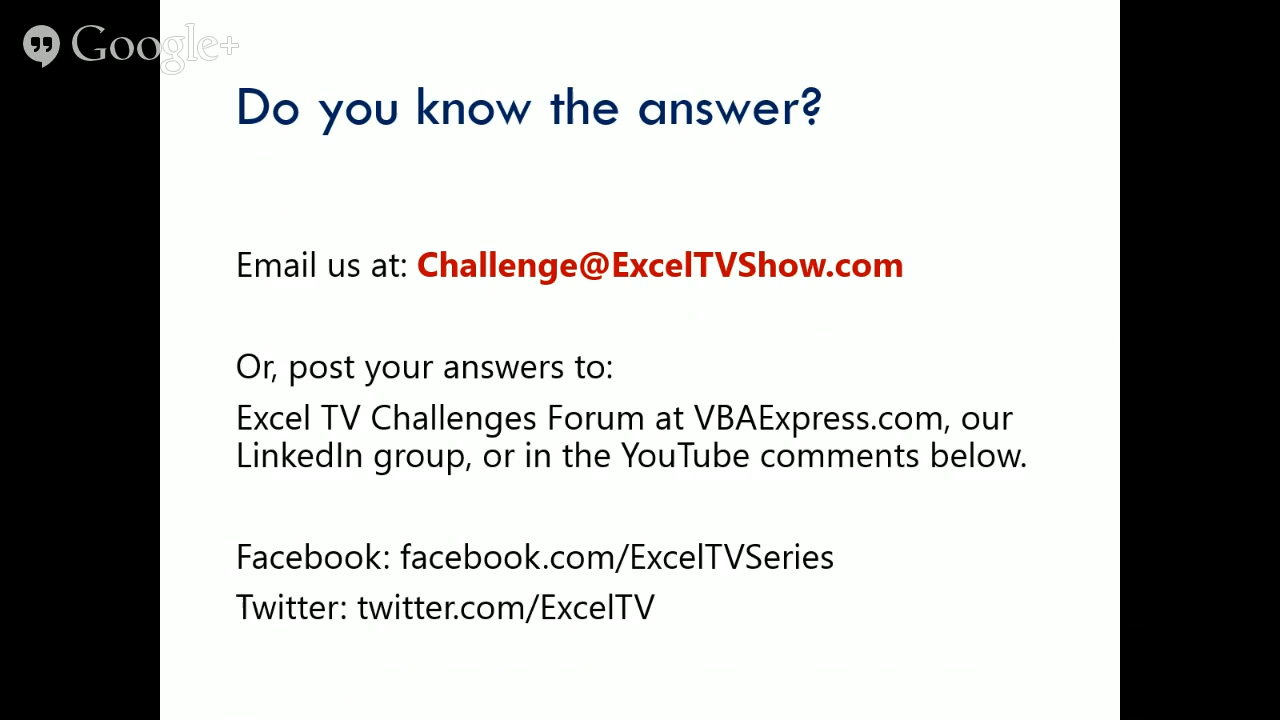 Google+
Do you know the answer?
Email us at: Challenge@ExcelTVShow.com
Or, post your answers to:
Excel TV Challenges Forum at VBAExpress.com, our
LinkedIn group, or in the YouTube comments below.
Facebook: facebook.com/ExcelTVSeries
Twitter: twitter.com/ExcelTV